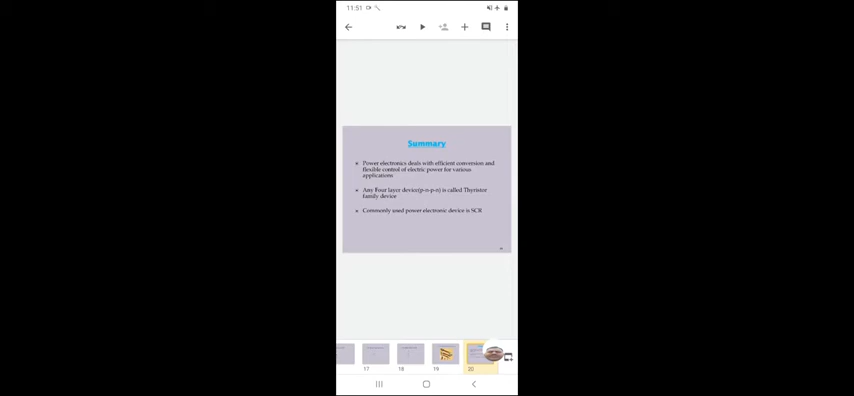 11:51
Summary
Power electronics deals with efficient conversion and
flexible control of electric power for various
applications
Any Four layer device(p-n-p-n) is called Thyristor
family device
Commonly used power electronic device is SCR
17 18 19 20